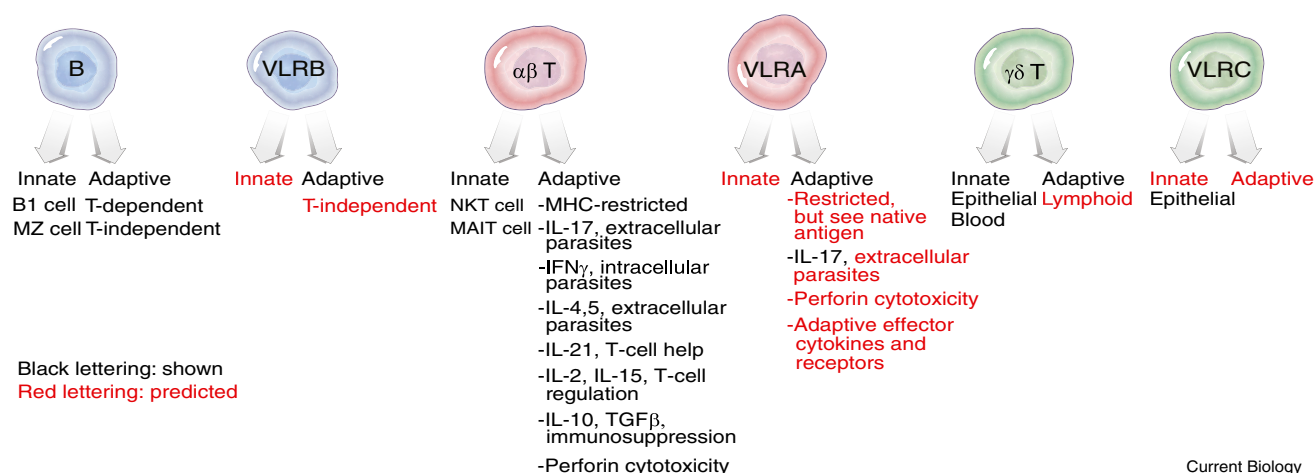 B
VLRB
αβ T
VLRA
γδ T
VLRC
Innate Adaptive
B1 cell T-dependent
MZ cell T-independent
Innate Adaptive
T-independent
Innate
NKT cell
MAIT cell
Adaptive
-MHC-restricted
-IL-17, extracellular
parasites
-IFNγ, intracellular
parasites
-IL-4,5, extracellular
parasites
-IL-21, T-cell help
-IL-2, IL-15, T-cell
regulation
-IL-10, TGFβ,
immunosuppression
-Perforin cytotoxicity
Innate Adaptive
-Restricted,
but see native
antigen
-IL-17, extracellular
parasites
-Perforin cytotoxicity
-Adaptive effector
cytokines and
receptors
Innate Adaptive
Epithelial Lymphoid
Blood
Innate Adaptive
Epithelial
Black lettering: shown
Red lettering: predicted
Current Biology